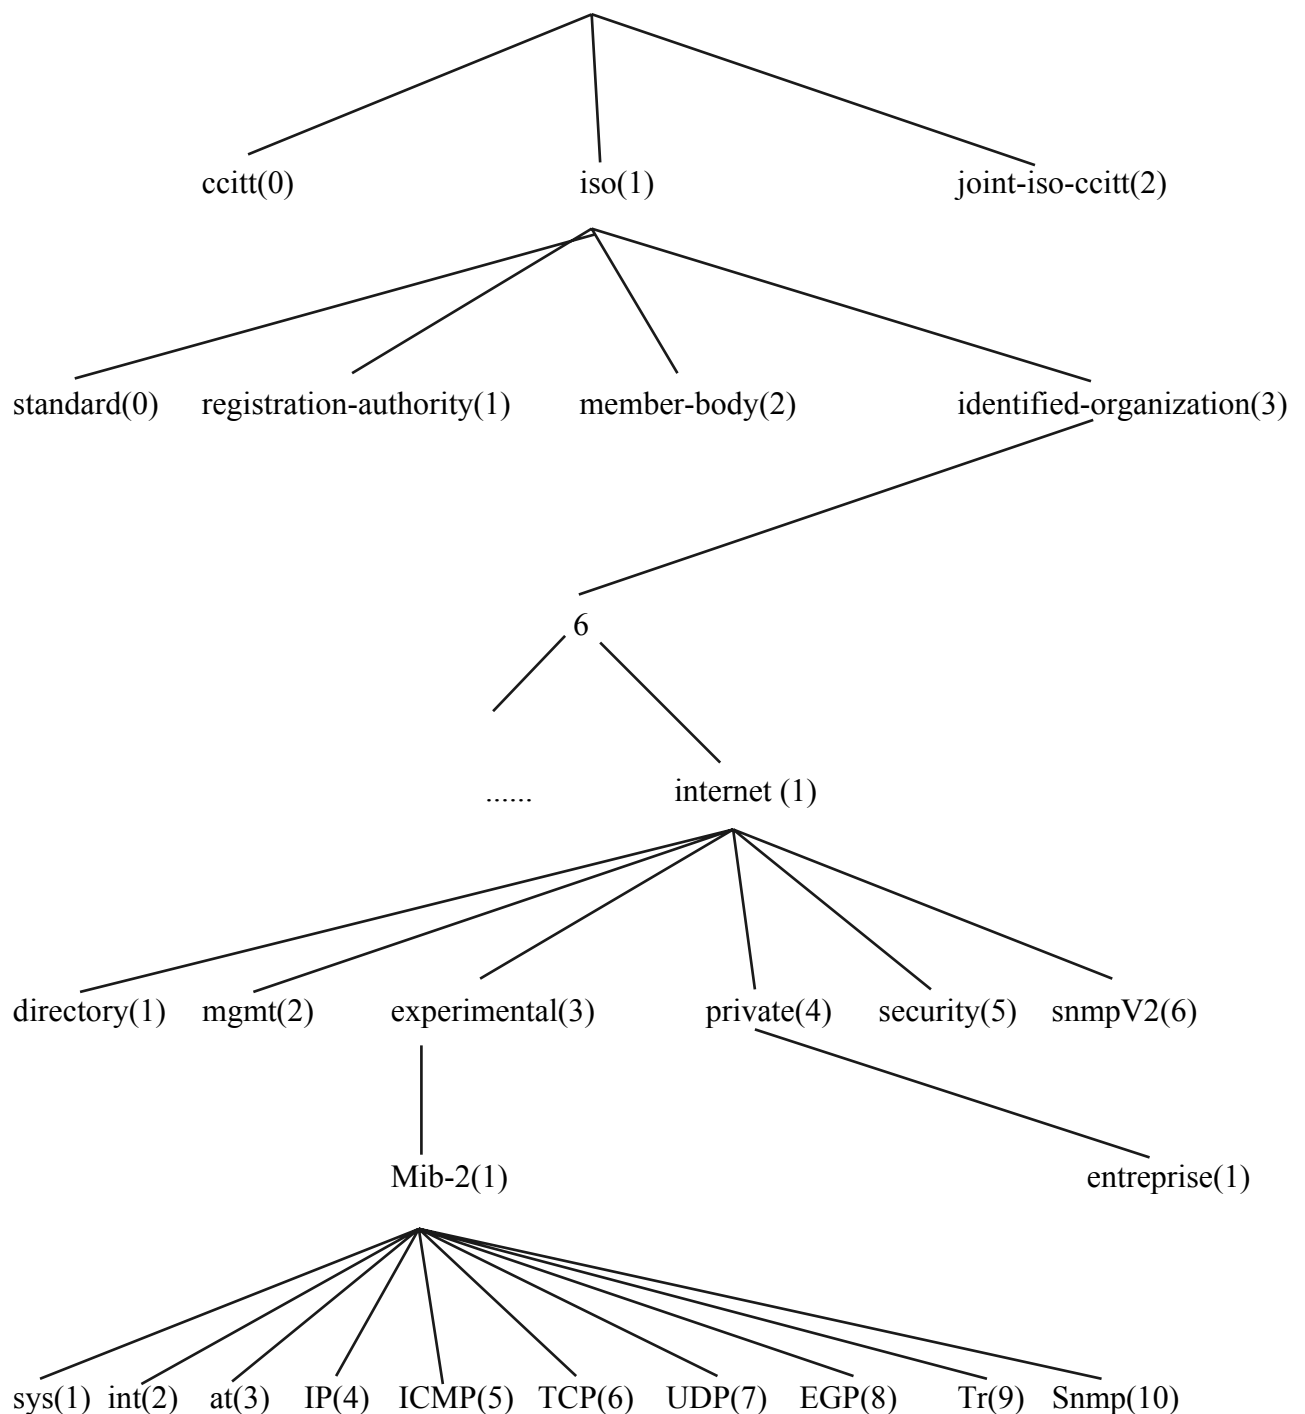 ccitt(0) iso(1) joint-iso-ccitt(2)
standard(0) registration-authority(1) member-body(2) identified-organization(3)
6
...... internet (1)
directory(1) mgmt(2) experimental(3) private(4) security(5) snmpV2(6)
Mib-2(1) entreprise(1)
sys(1) int(2) at(3) IP(4) ICMP(5) TCP(6) UDP(7) EGP(8) Tr(9) Snmp(10)